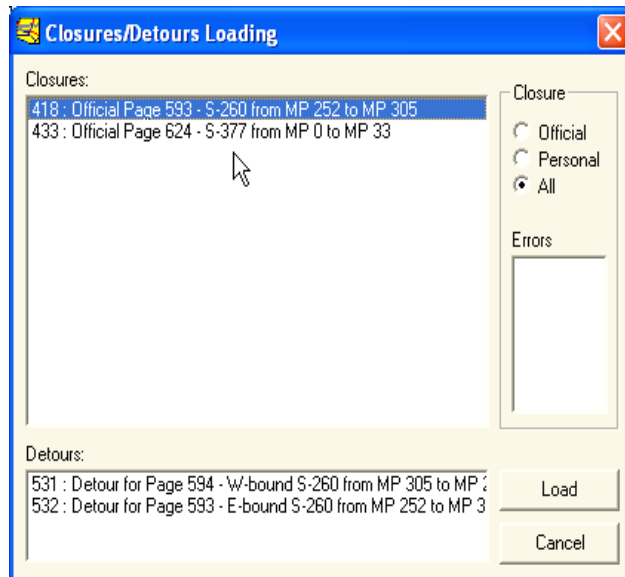 Closures/Detours Loading
Closures:
418 : Official Page 593 - S-260 from MP 252 to MP 305
433 : Official Page 624 - S-377 from MP 0 to MP 33
Closure
Official
Personal
All
Errors
Detours:
531 : Detour for Page 594 - W-bound S-260 from MP 305 to MP
532 : Detour for Page 593 - E-bound S-260 from MP 252 to MP 3
Load
Cancel